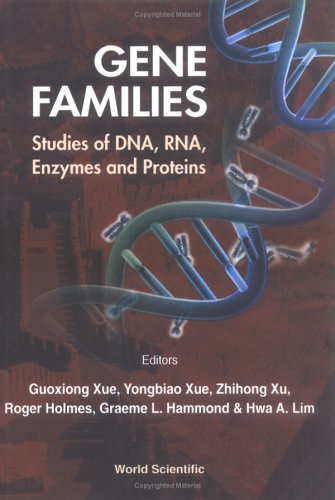 GENE
FAMILIES
Studies of DNA, RNA,
Enzymes and Proteins
Editors
Guoxiong Xue, Yongbiao Xue, Zhihong Xu,
Roger Holmes, Graeme L. Hammond & Hwa A. Lim
World Scientific